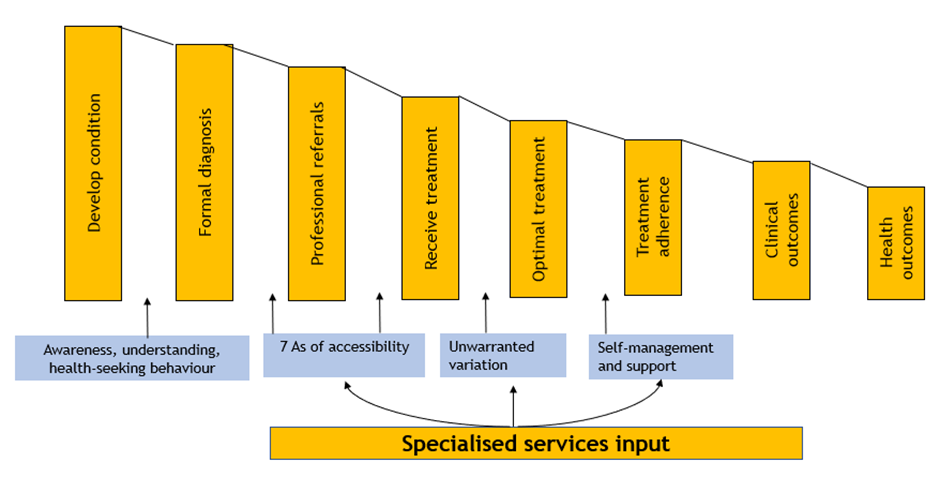 Develop condition
Formal diagnosis
Professional referrals
Receive treatment
Optimal treatment
Treatment
adherence
Clinical
outcomes
Health
outcomes
Awareness, understanding,
health-seeking behaviour
7 As of accessibility
Unwarranted
variation
Self-management
and support
Specialised services input